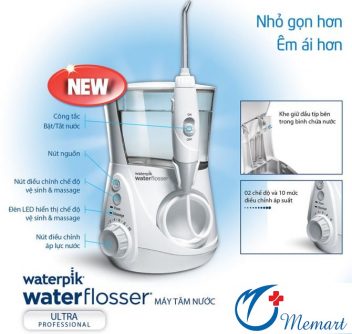 Nhỏ gọn hơn
Êm ái hơn
NEW
Công tắc
Bật/Tắt nước
Nút nguồn
Nút điều chỉnh chế độ
vệ sinh & massage
Đèn LED hiển thị chế độ
vệ sinh & massage
Nút điều chỉnh
áp lực nước
waterpik®
waterflosser®
Khe giữ đầu típ bên
trong bình chứa nước
02 chế độ và 10 mức
điều chỉnh áp suất
waterpik®
waterflosser® MÁY TĂM NƯỚC
ULTRA
PROFESSIONAL
Memart